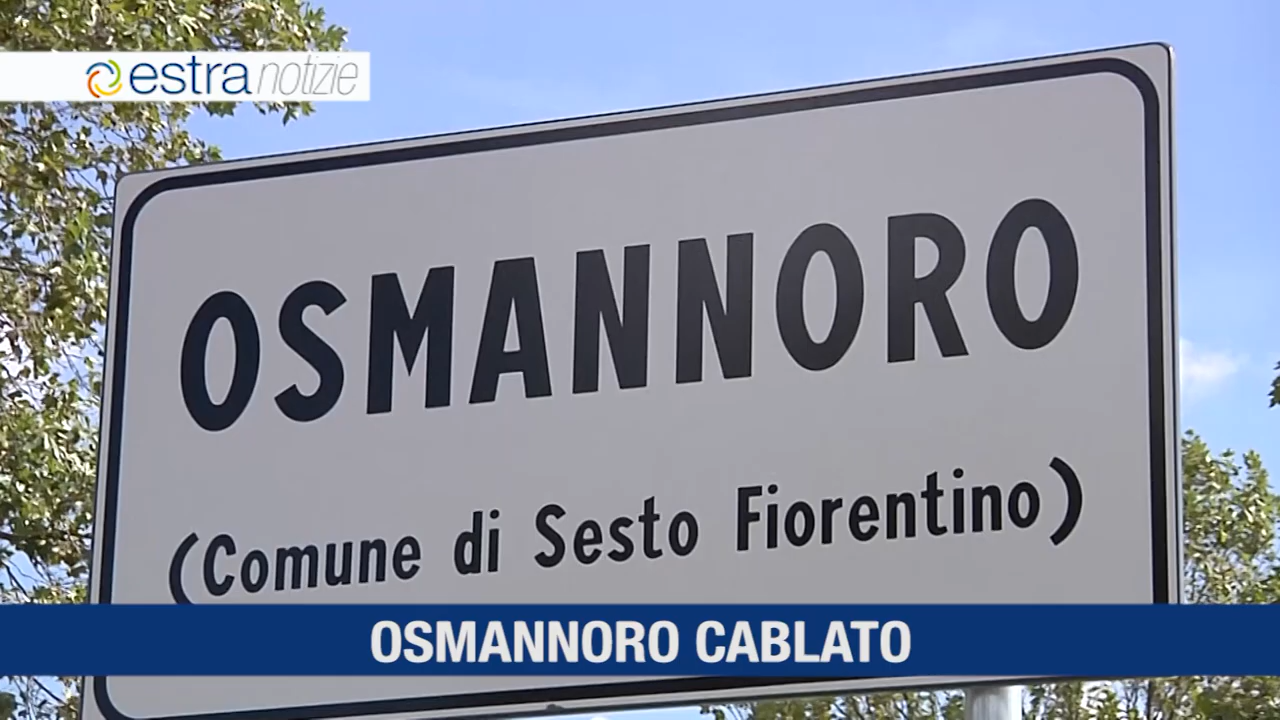 estra notizie
OSMANNORO
(Comune di Sesto Fiorentino)
OSMANNORO CABLATO